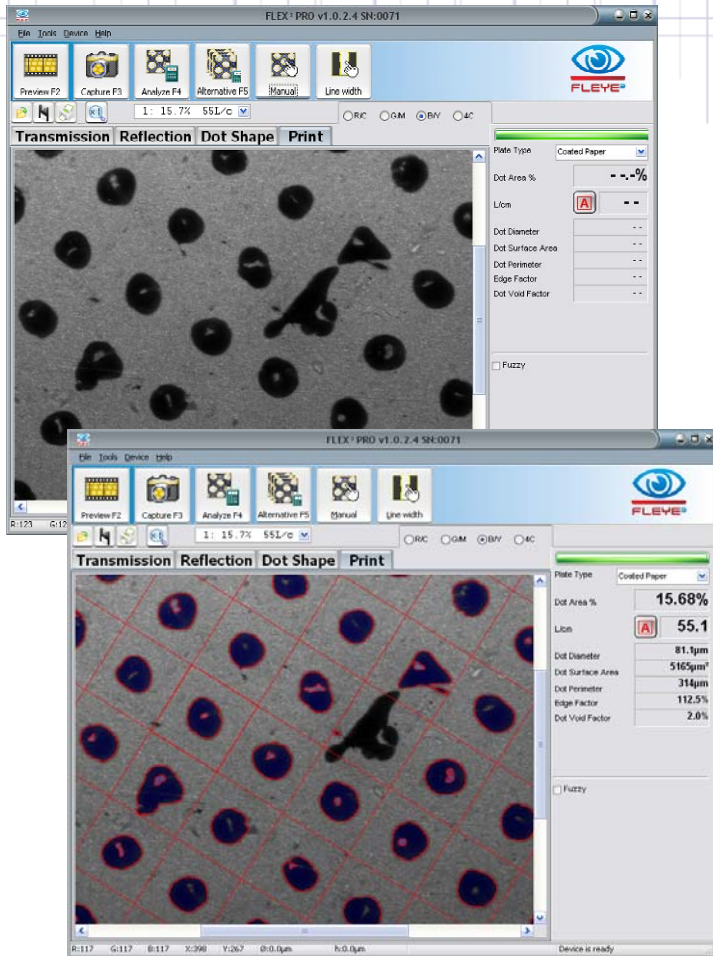 FLEX³ PRO v1.0.2.4 SN:0071
File Tools Device Help
Preview F2 Capture F3 Analyze F4 Alternative F5 Manual Line width
FLEYE
1: 15.7% 55L/c
R/C G/M B/Y 4C
Transmission Reflection Dot Shape Print
Plate Type Coated Paper
Dot Area % --.-%
L/cm A --
Dot Diameter --
Dot Surface Area --
Dot Perimeter --
Edge Factor --
Dot Void Factor --
Fuzzy
R:123
FLEX³ PRO v1.0.2.4 SN:0071
File Tools Device Help
Preview F2 Capture F3 Analyze F4 Alternative F5 Manual Line width
FLEYE
1: 15.7% 55L/c
R/C G/M B/Y 4C
Transmission Reflection Dot Shape Print
Plate Type Coated Paper
Dot Area % 15.68%
L/cm A 55.1
Dot Diameter 81.1µm
Dot Surface Area 5165µm²
Dot Perimeter 314µm
Edge Factor 112.5%
Dot Void Factor 2.0%
Fuzzy
R:117 G:117 B:117 X:398 Y:267 Ø:0.0µm h:0.0µm Device is ready